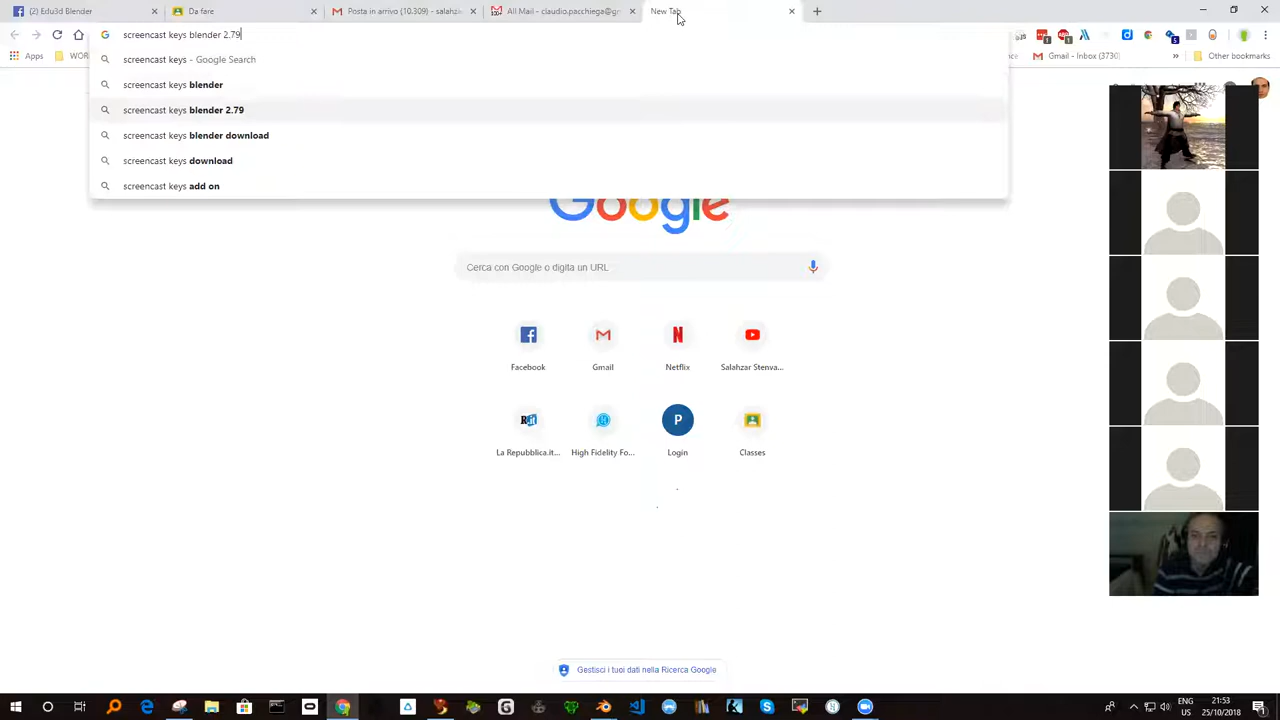 (2) Edu3d Blender
Da fare
Posta in arrivo (10.309) - salahz
All Mail - claudio.pacchiega@gm
New Tab
screencast keys blender 2.79
Apps
WOR
Gmail - Inbox (3730)
»
Other bookmarks
screencast keys - Google Search
screencast keys blender
screencast keys blender 2.79
screencast keys blender download
screencast keys download
screencast keys add on
Google
Cerca con Google o digita un URL
Facebook
Gmail
Netflix
Salahzar Stenva...
P
La Repubblica.it...
High Fidelity Fo...
Login
Classes
Gestisci i tuoi dati nella Ricerca Google
ENG
US
21:53
25/10/2018